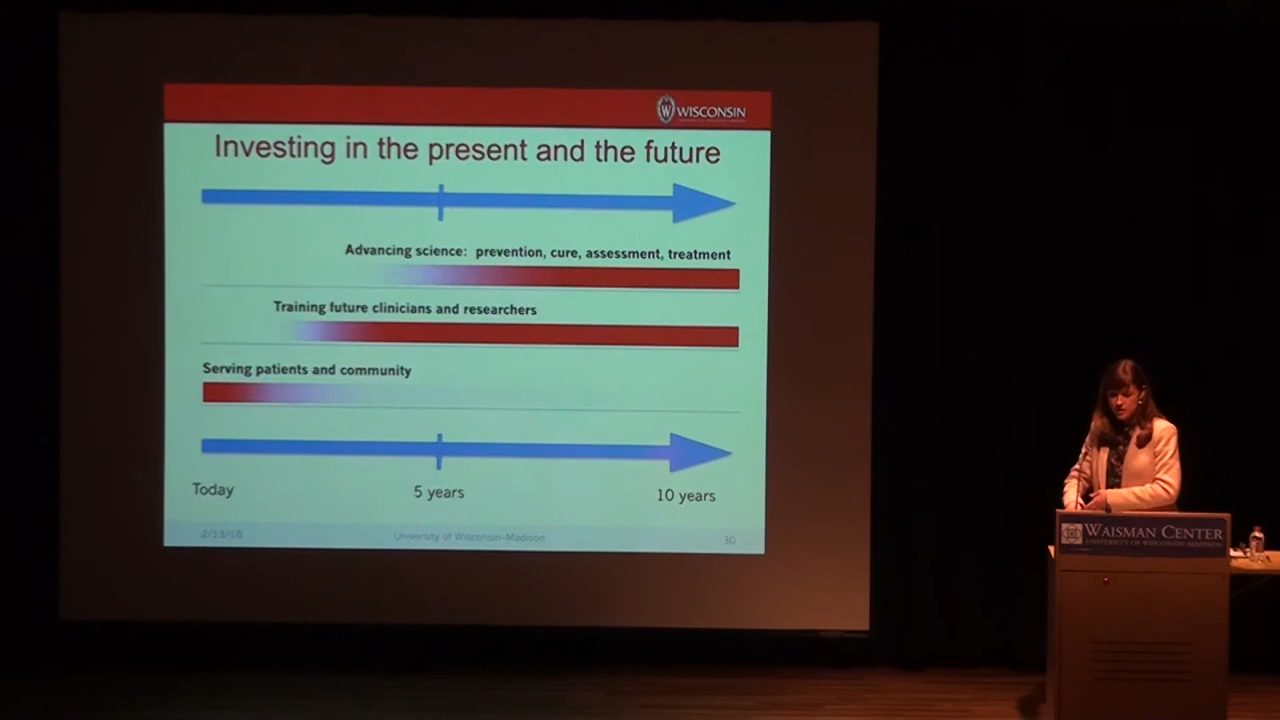 W WISCONSIN
Investing in the present and the future
Advancing science: prevention, cure, assessment, treatment
Training future clinicians and researchers
Serving patients and community
Today
5 years
10 years
2/13/18
University of Wisconsin-Madison
30
WAISMAN CENTER
UNIVERSITY OF WISCONSIN-MADISON